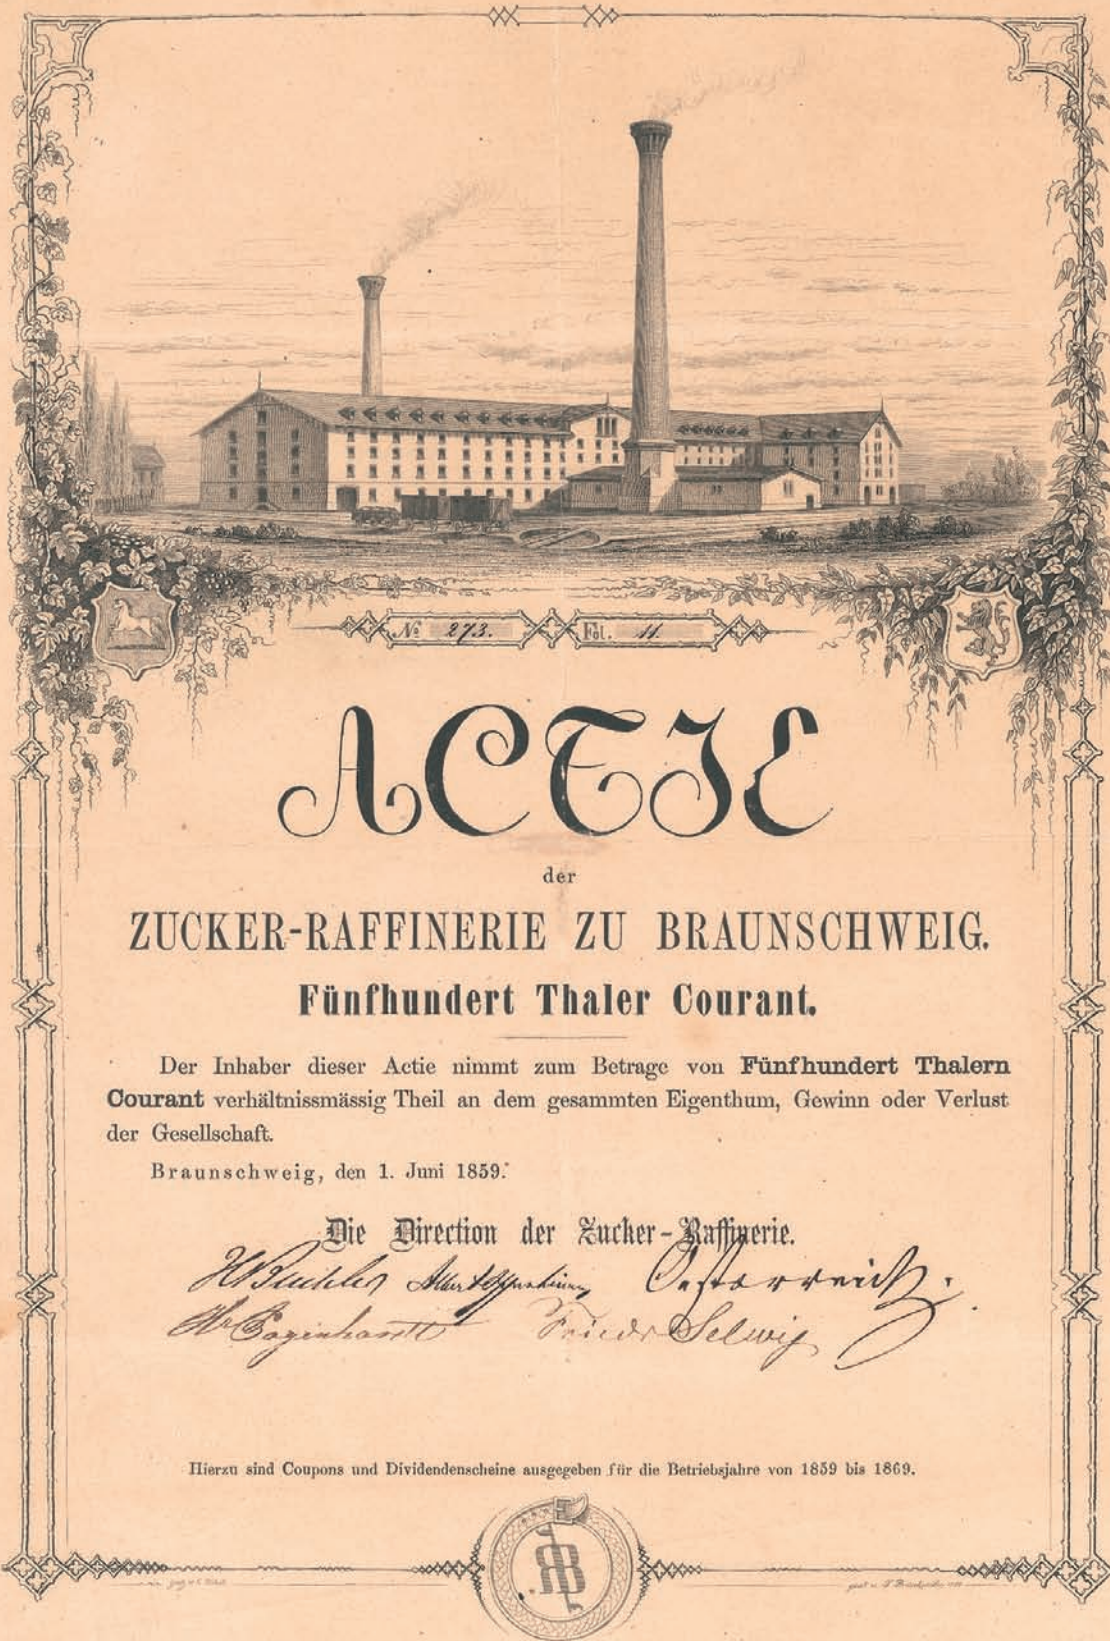 № 273. Fol. 11.
ACTIE
der
ZUCKER-RAFFINERIE ZU BRAUNSCHWEIG.
Fünfhundert Thaler Courant.
Der Inhaber dieser Actie nimmt zum Betrage von Fünfhundert Thalern
Courant verhältnissmässig Theil an dem gesammten Eigenthum, Gewinn oder Verlust
der Gesellschaft.
Braunschweig, den 1. Juni 1859.
Die Direction der Zucker-Raffinerie.
Oesterreich.
Friedr Selwig
Hierzu sind Coupons und Dividendenscheine ausgegeben für die Betriebsjahre von 1859 bis 1869.